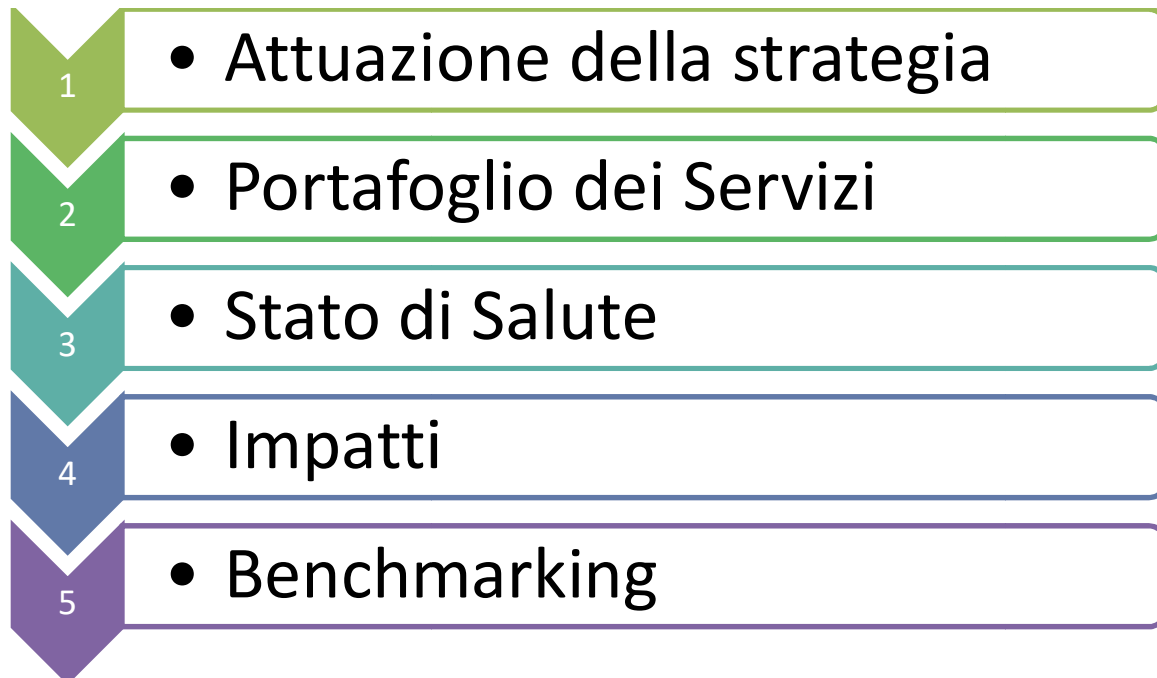 1 • Attuazione della strategia
2 • Portafoglio dei Servizi
3 • Stato di Salute
4 • Impatti
5 • Benchmarking